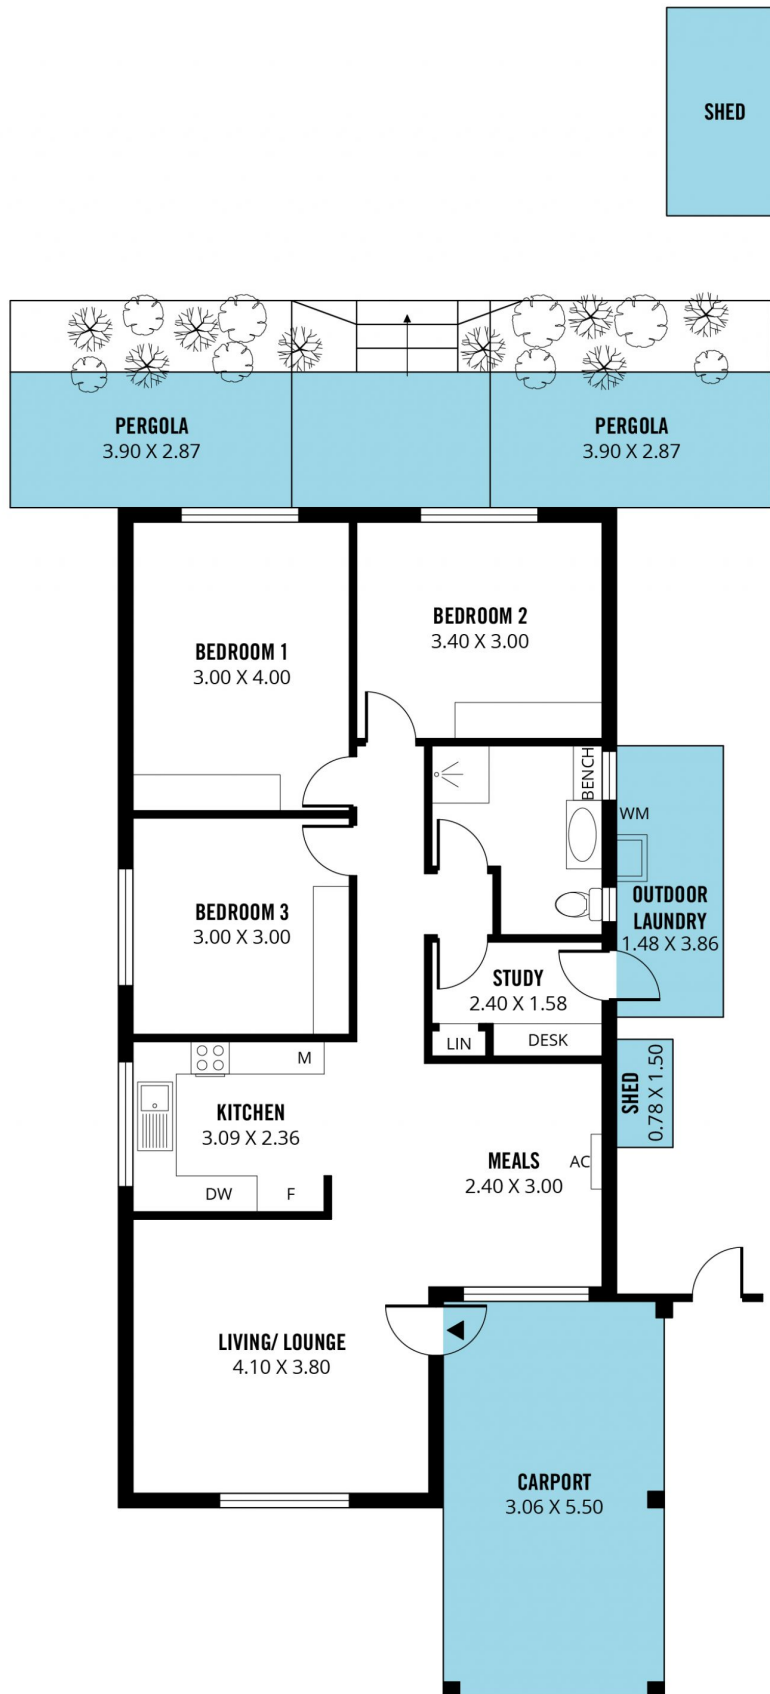 SHED
PERGOLA
3.90 X 2.87
PERGOLA
3.90 X 2.87
BEDROOM 1
3.00 X 4.00
BEDROOM 2
3.40 X 3.00
BENCH
WM
OUTDOOR
LAUNDRY
1.48 X 3.86
BEDROOM 3
3.00 X 3.00
STUDY
2.40 X 1.58
LIN
DESK
SHED
0.78 X 1.50
M
KITCHEN
3.09 X 2.36
DW
F
MEALS
2.40 X 3.00
AC
LIVING/ LOUNGE
4.10 X 3.80
CARPORT
3.06 X 5.50